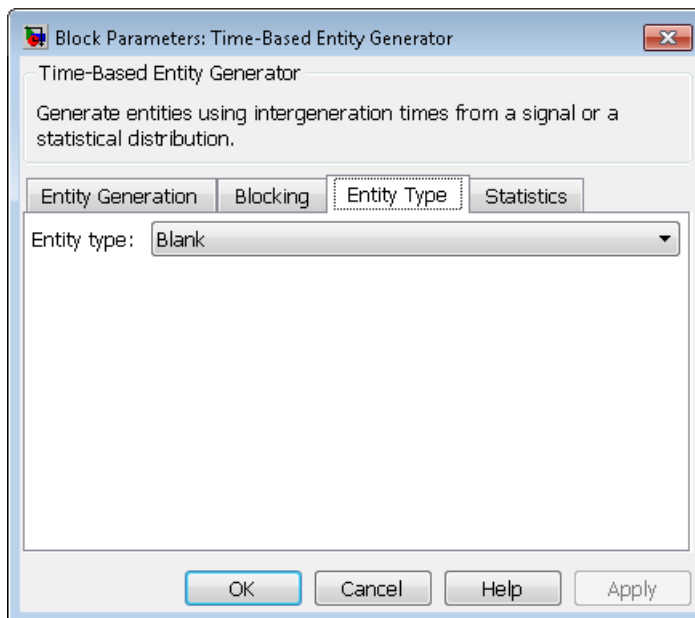 Block Parameters: Time-Based Entity Generator
Time-Based Entity Generator
Generate entities using intergeneration times from a signal or a
statistical distribution.
Entity Generation Blocking Entity Type Statistics
Entity type: Blank
OK Cancel Help Apply